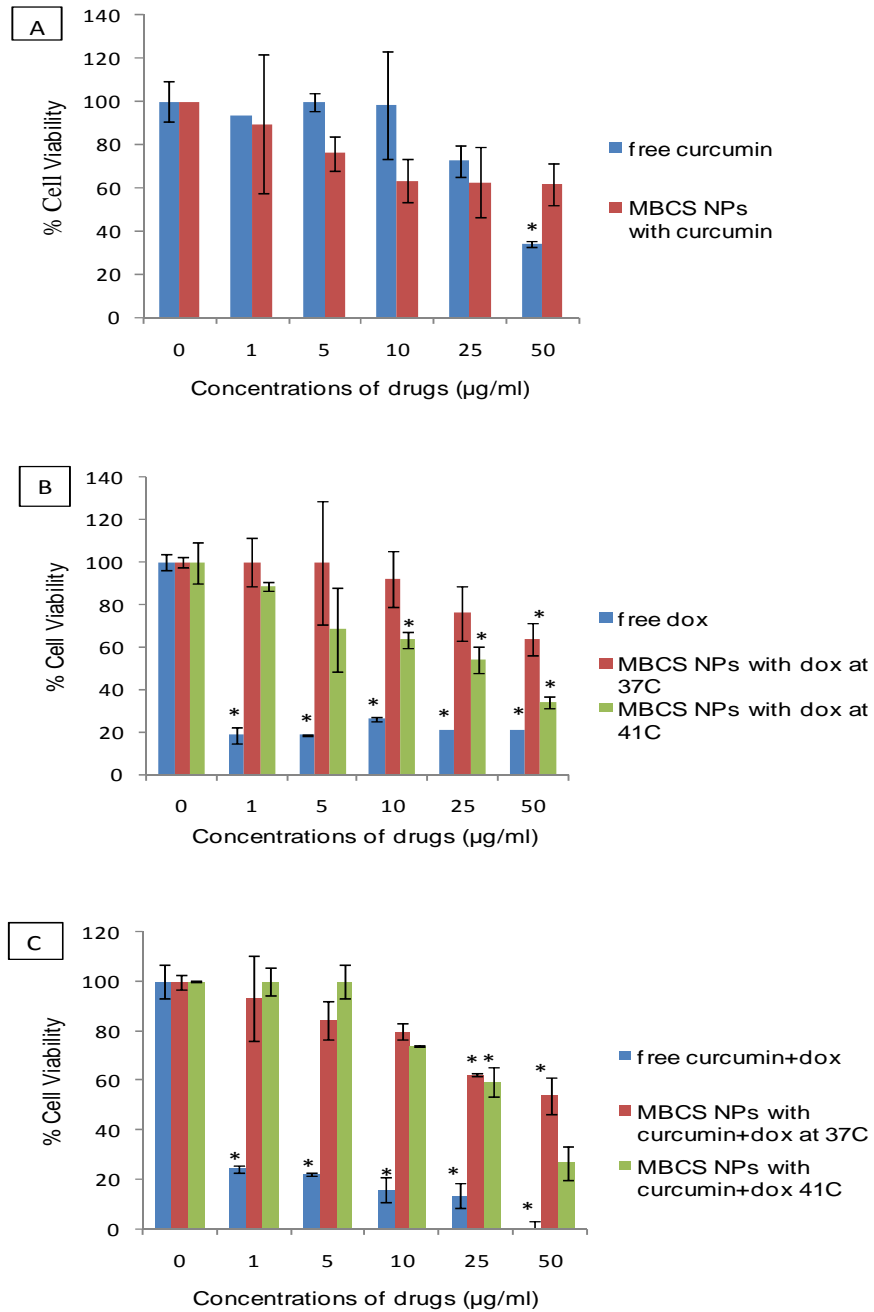 A
140
120
100
80
60
40
20
0
% Cell Viability
*
0 1 5 10 25 50
Concentrations of drugs (µg/ml)
free curcumin
MBCS NPs
with curcumin
B
140
120
100
80
60
40
20
0
% Cell Viability
* * * * * * * *
0 1 5 10 25 50
Concentrations of drugs (µg/ml)
free dox
MBCS NPs with dox at
37C
MBCS NPs with dox at
41C
C
120
100
80
60
40
20
0
% Cell Viability
* * * * * * * *
0 1 5 10 25 50
Concentrations of drugs (µg/ml)
free curcumin+dox
MBCS NPs with
curcumin+dox at 37C
MBCS NPs with
curcumin+dox 41C